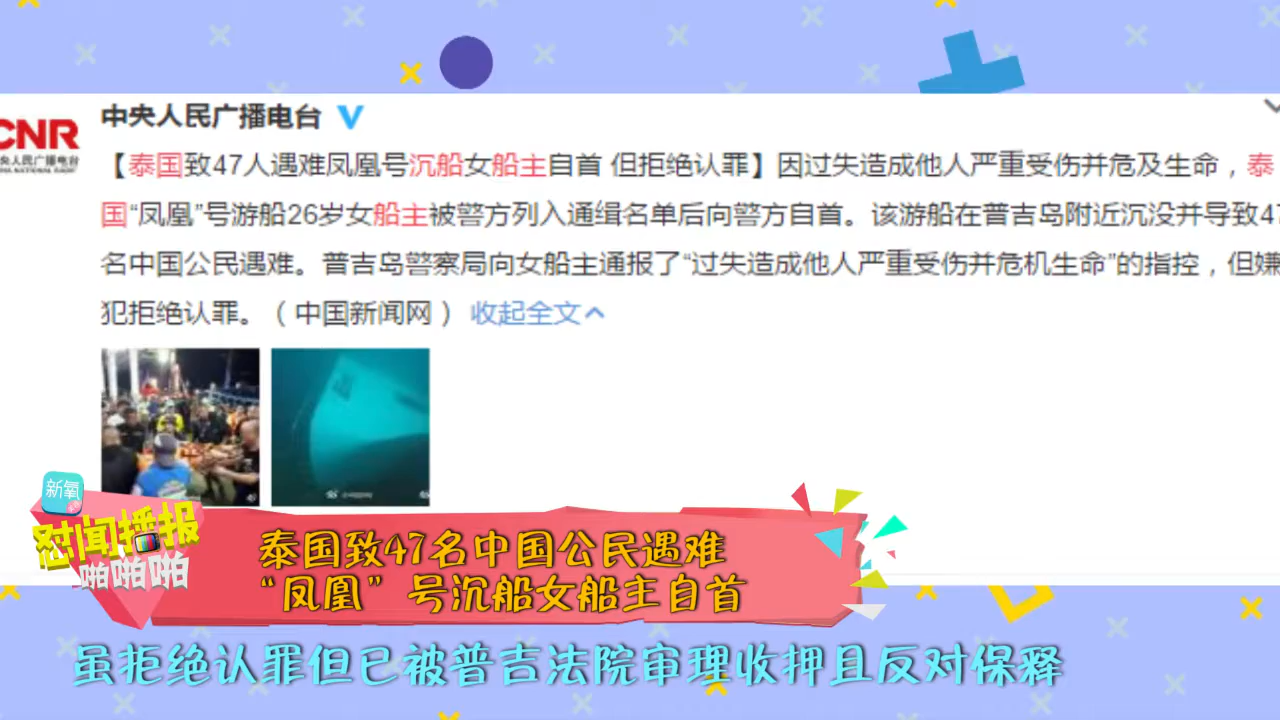 中央人民广播电台
CNR
央人民广播电台
【泰国致47人遇难凤凰号沉船女船主自首 但拒绝认罪】因过失造成他人严重受伤并危及生命，泰
国“凤凰”号游船26岁女船主被警方列入通缉名单后向警方自首。该游船在普吉岛附近沉没并导致47
名中国公民遇难。普吉岛警察局向女船主通报了“过失造成他人严重受伤并危机生命”的指控，但嫌
犯拒绝认罪。（中国新闻网） 收起全文
新氧
怼闻播报
啪啪啪
泰国致47名中国公民遇难
“凤凰”号沉船女船主自首
虽拒绝认罪但已被普吉法院审理收押且反对保释